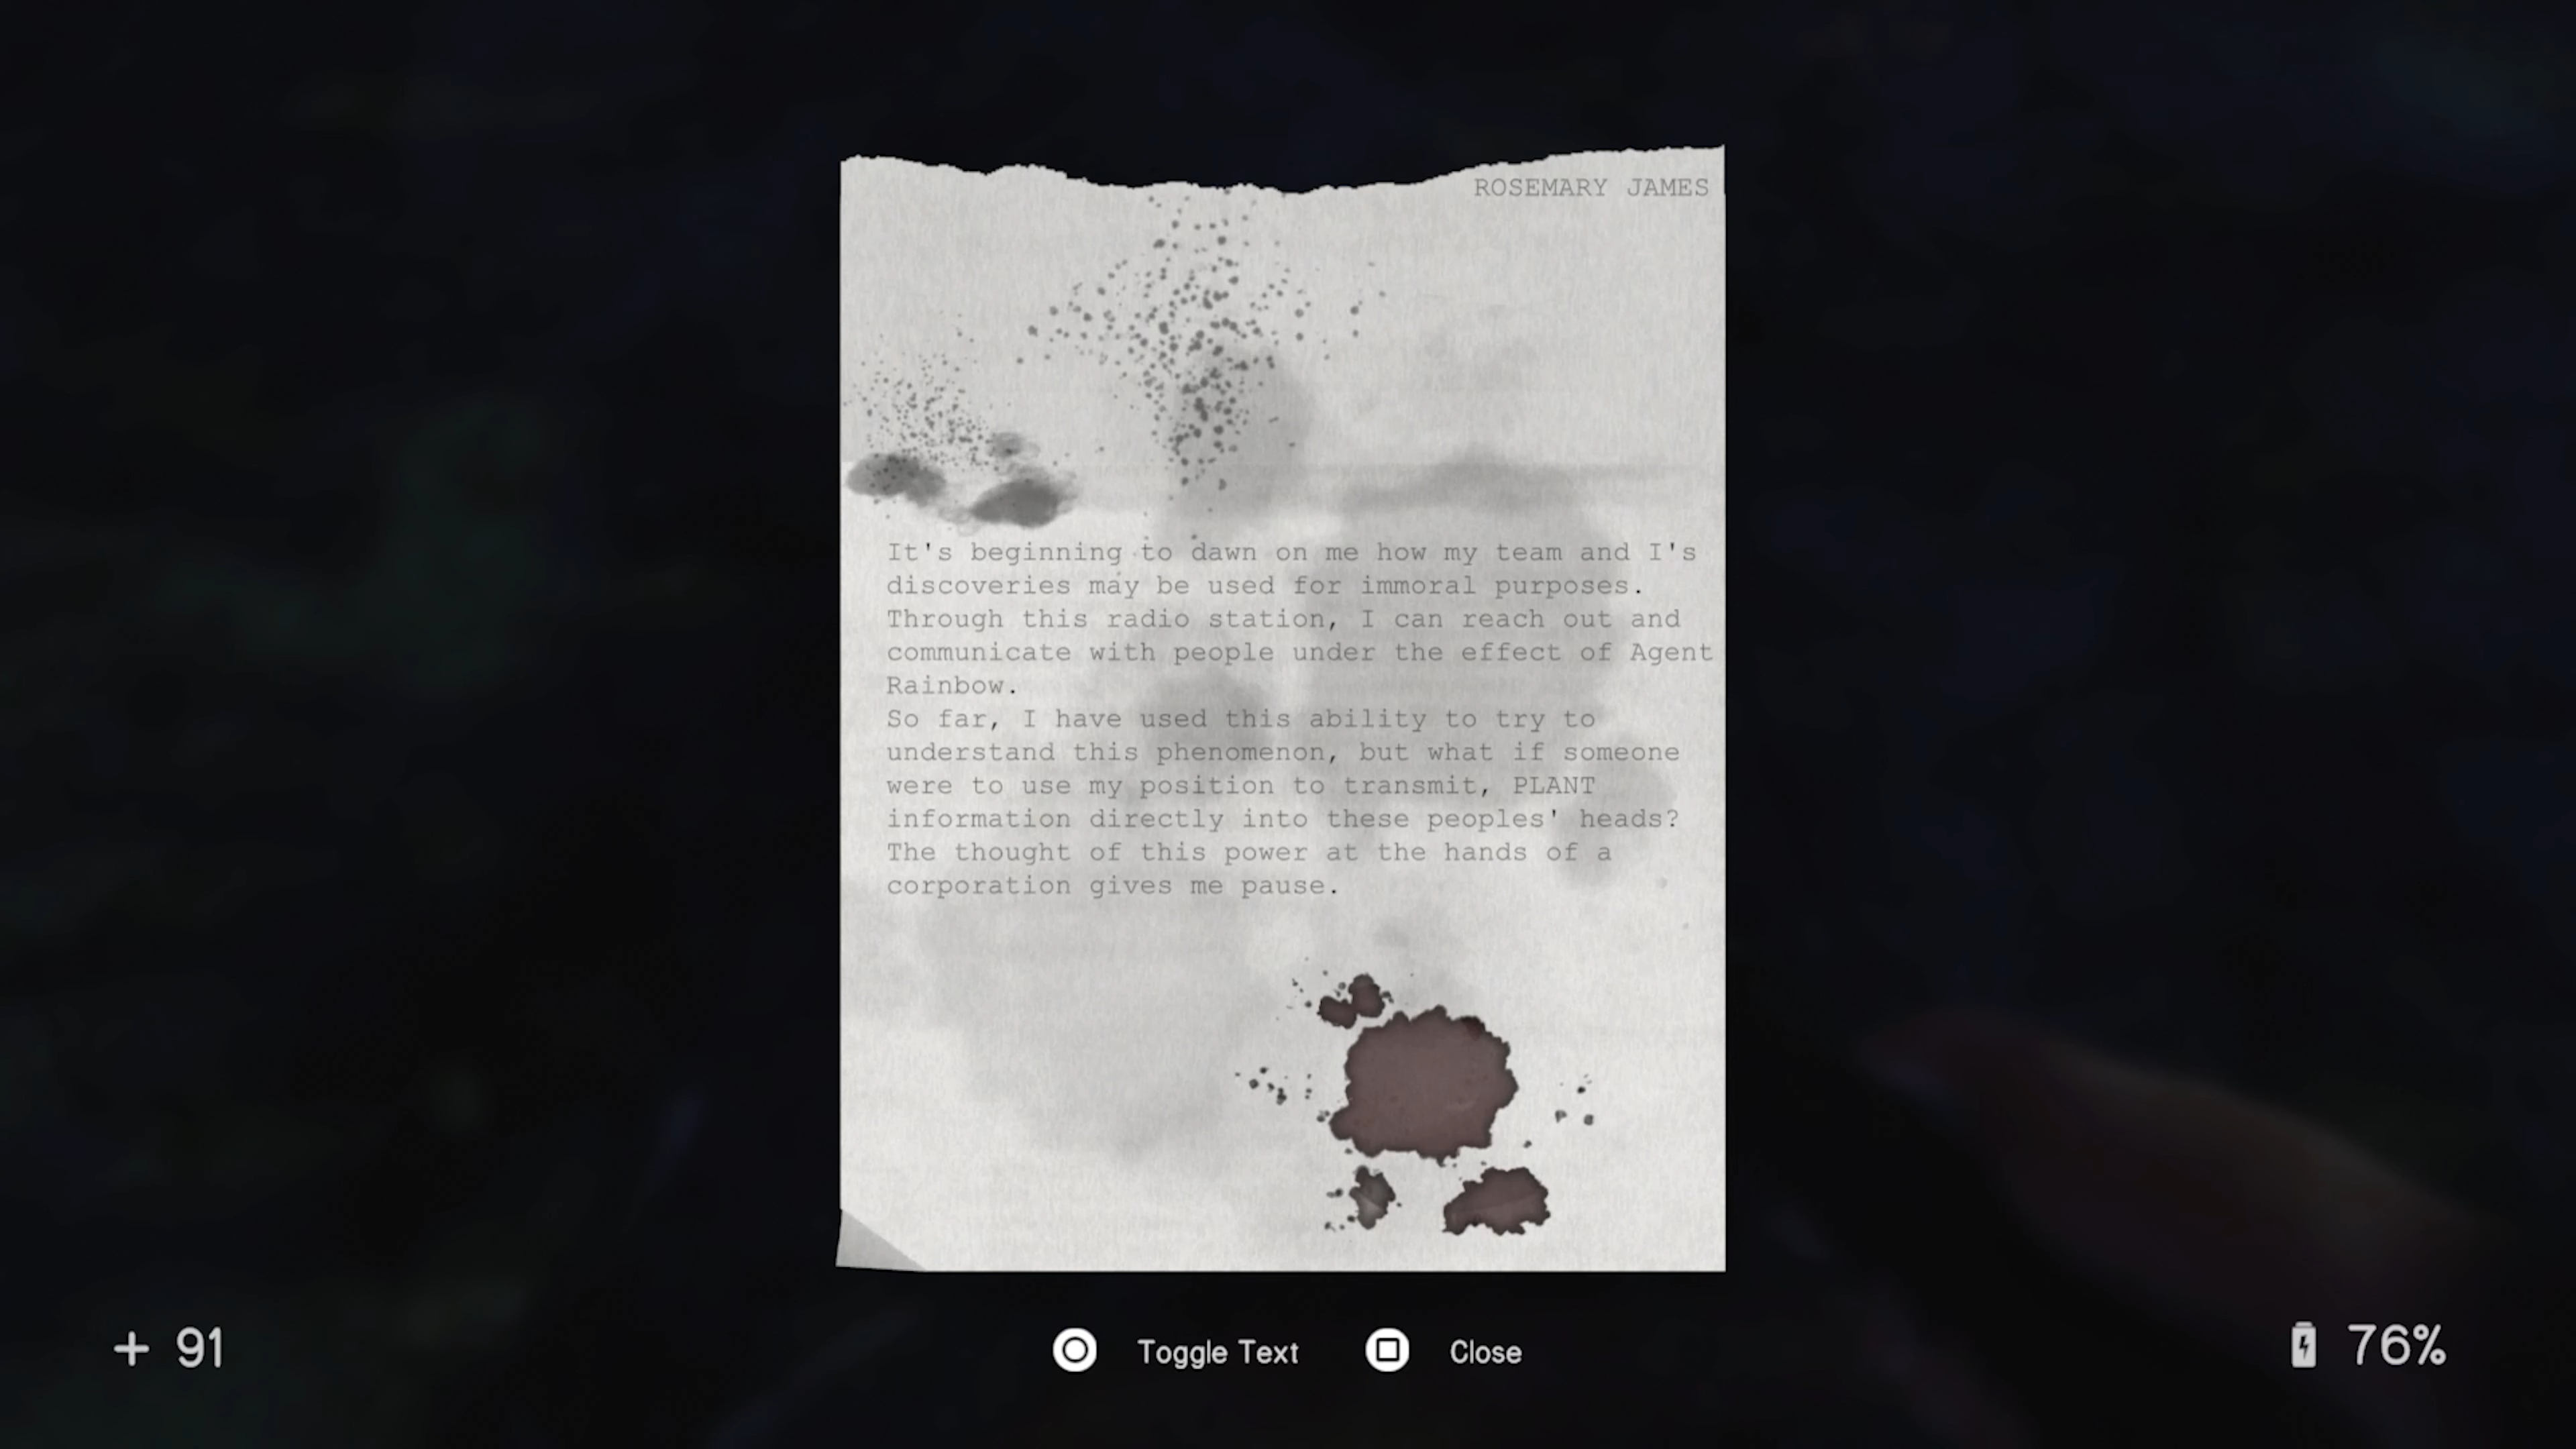 ROSEMARY JAMES
It's beginning to dawn on me how my team and I's
discoveries may be used for immoral purposes.
Through this radio station, I can reach out and
communicate with people under the effect of Agent
Rainbow.
So far, I have used this ability to try to
understand this phenomenon, but what if someone
were to use my position to transmit, PLANT
information directly into these peoples' heads?
The thought of this power at the hands of a
corporation gives me pause.
+ 91
Toggle Text
Close
76%